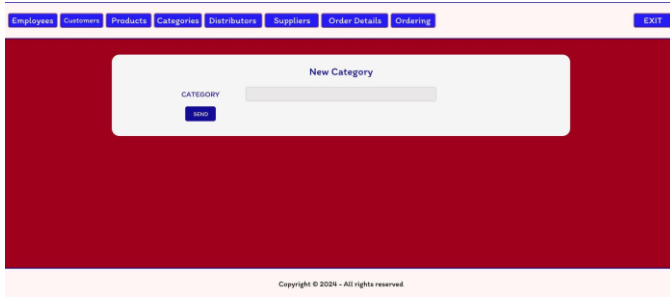 Employees Customers Products Categories Distributors Suppliers Order Details Ordering EXIT
New Category
CATEGORY
SEND
Copyright © 2024 - All rights reserved.